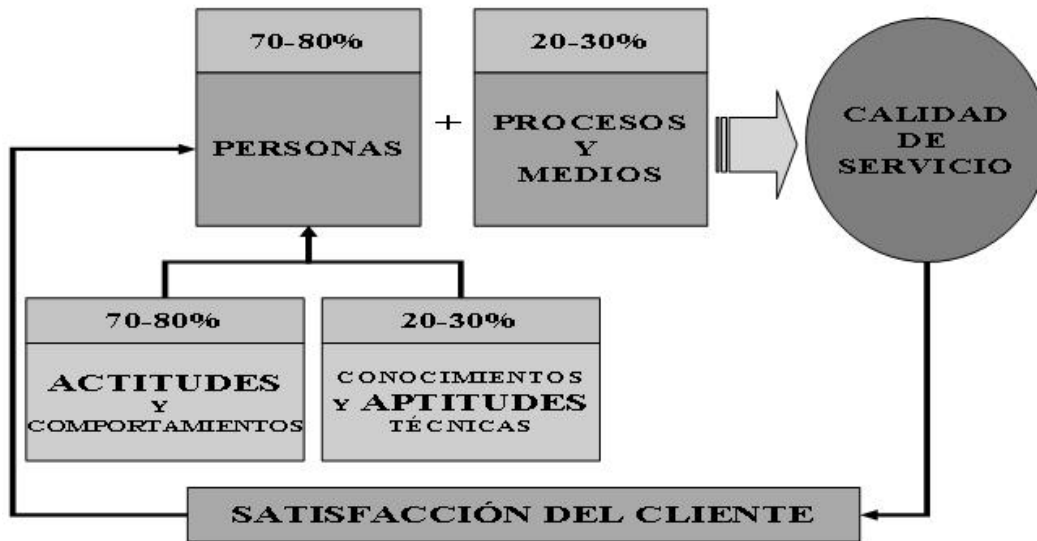 70-80%
PERSONAS
+
20-30%
PROCESOS
Y
MEDIOS
CALIDAD
DE
SERVICIO
70-80%
ACTITUDES
Y
COMPORTAMIENTOS
20-30%
CONOCIMIENTOS
Y APTITUDES
TÉCNICAS
SATISFACCIÓN DEL CLIENTE